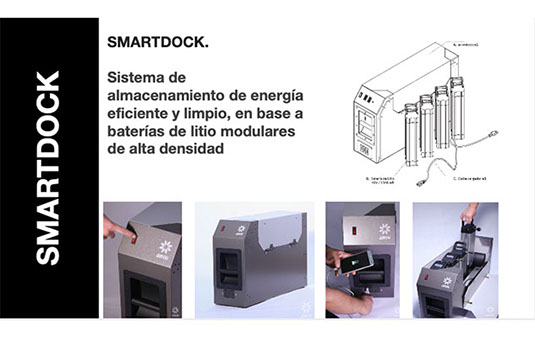 SMARTDOCK
SMARTDOCK.
Sistema de
almacenamiento de energía
eficiente y limpio, en base a
baterías de litio modulares
de alta densidad